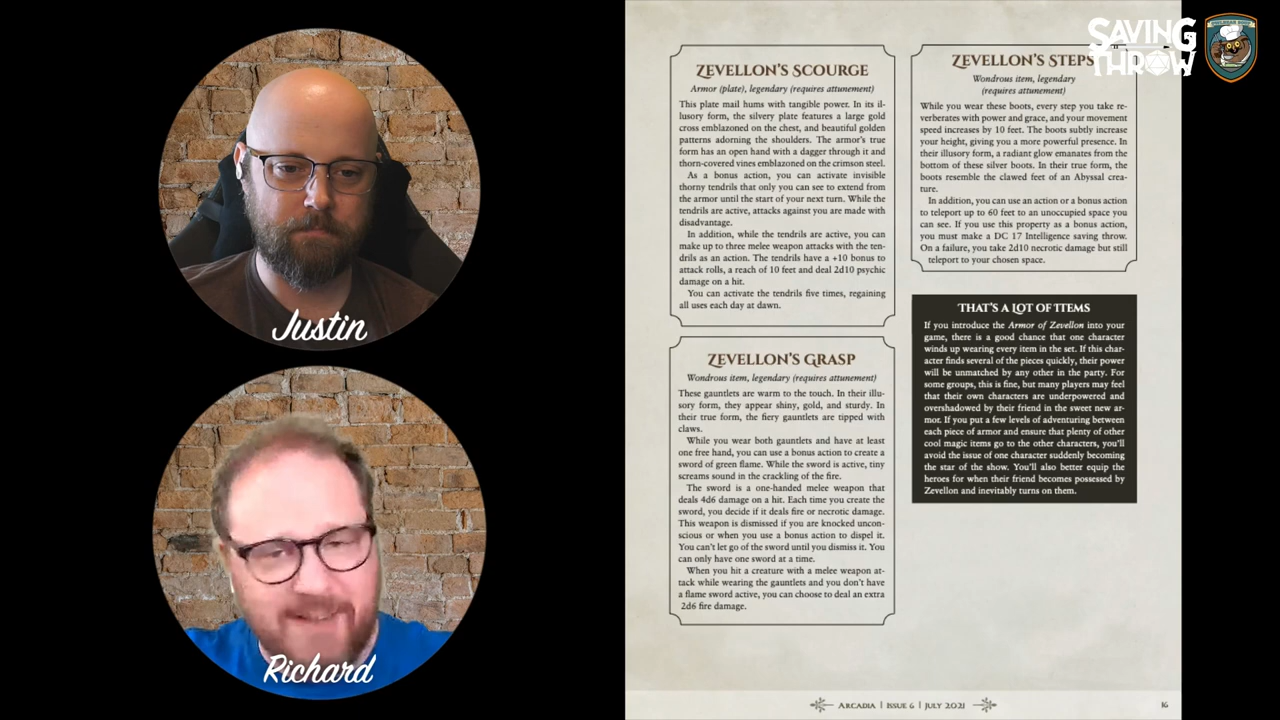 Justin
Richard
SAVING
THROW
ZEVELLON'S SCOURGE
Armor (plate), legendary (requires attunement)
This plate mail hums with tangible power. In its il-
lusory form, the silvery plate features a large gold
cross emblazoned on the chest, and beautiful golden
patterns adorning the shoulders. The armor's true
form has an open hand with a dagger through it and
thorn-covered vines emblazoned on the crimson steel.
As a bonus action, you can activate invisible
thorny tendrils that only you can see to extend from
the armor until the start of your next turn. While the
tendrils are active, attacks against you are made with
disadvantage.
In addition, while the tendrils are active, you can
make up to three melee weapon attacks with the ten-
drils as an action. The tendrils have a +10 bonus to
attack rolls, a reach of 10 feet and deal 2d10 psychic
damage on a hit.
You can activate the tendrils five times, regaining
all uses each day at dawn.
ZEVELLON'S GRASP
Wondrous item, legendary (requires attunement)
These gauntlets are warm to the touch. In their illu-
sory form, they appear shiny, gold, and sturdy. In
their true form, the fiery gauntlets are tipped with
claws.
While you wear both gauntlets and have at least
one free hand, you can use a bonus action to create a
sword of green flame. While the sword is active, tiny
screams sound in the crackling of the fire.
The sword is a one-handed melee weapon that
deals 4d6 damage on a hit. Each time you create the
sword, you decide if it deals fire or necrotic damage.
This weapon is dismissed if you are knocked uncon-
scious or when you use a bonus action to dispel it.
You can't let go of the sword until you dismiss it. You
can only have one sword at a time.
When you hit a creature with a melee weapon at-
tack while wearing the gauntlets and you don't have
a flame sword active, you can choose to deal an extra
2d6 fire damage.
ZEVELLON'S STEPS
Wondrous item, legendary
(requires attunement)
While you wear these boots, every step you take re-
verberates with power and grace, and your movement
speed increases by 10 feet. The boots subtly increase
your height, giving you a more powerful presence. In
their illusory form, a radiant glow emanates from the
bottom of these silver boots. In their true form, the
boots resemble the clawed feet of an Abyssal crea-
ture.
In addition, you can use an action or a bonus action
to teleport up to 60 feet to an unoccupied space you
can see. If you use this property as a bonus action,
you must make a DC 17 Intelligence saving throw.
On a failure, you take 2d10 necrotic damage but still
teleport to your chosen space.
THAT'S A LOT OF ITEMS
If you introduce the Armor of Zevellon into your
game, there is a good chance that one character
winds up wearing every item in the set. If this char-
acter finds several of the pieces quickly, their power
will be unmatched by any other in the party. For
some groups, this is fine, but many players may feel
that their own characters are underpowered and
overshadowed by their friend in the sweet new ar-
mor. If you put a few levels of adventuring between
each piece of armor and ensure that plenty of other
cool magic items go to the other characters, you'll
avoid the issue of one character suddenly becoming
the star of the show. You'll also better equip the
heroes for when their friend becomes possessed by
Zevellon and inevitably turns on them.
ARCADIA | ISSUE 6 | JULY 2021
16